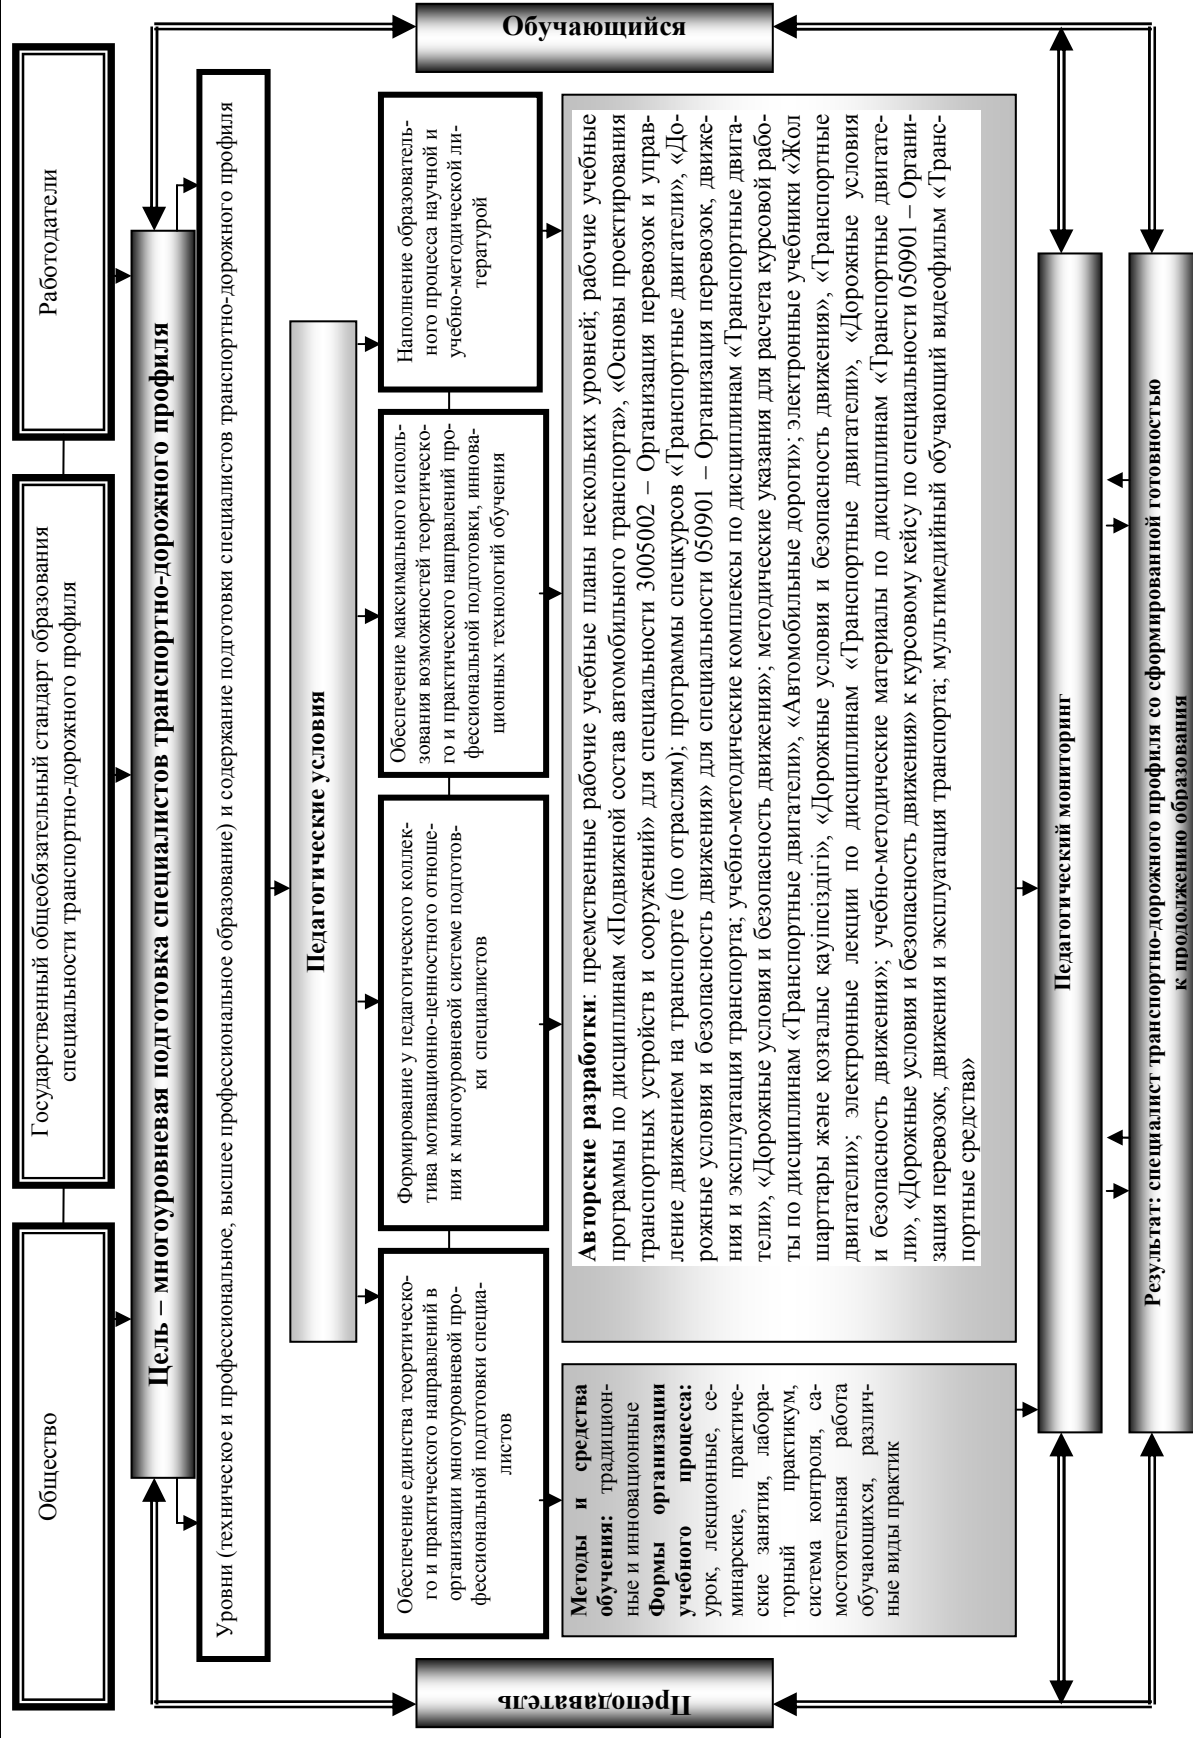 Общество
Государственный общеобязательный стандарт образования
специальности транспортно-дорожного профиля
Работодатели
Цель – многоуровневая подготовка специалистов транспортно-дорожного профиля
Уровни (техническое и профессиональное, высшее профессиональное образование) и содержание подготовки специалистов транспортно-дорожного профиля
Преподаватель
Обучающийся
Педагогические условия
Обеспечение единства теоретическо-
го и практического направлений в
организации многоуровневой про-
фессиональной подготовки специа-
листов
Формирование у педагогического коллек-
тива мотивационно-ценностного отноше-
ния к многоуровневой системе подготов-
ки специалистов
Обеспечение максимального исполь-
зования возможностей теоретическо-
го и практического направлений про-
фессиональной подготовки, иннова-
ционных технологий обучения
Наполнение образователь-
ного процесса научной и
учебно-методической ли-
тературой
Методы и средства
обучения: традицион-
ные и инновационные
Формы организации
учебного процесса:
урок, лекционные, се-
минарские, практиче-
ские занятия, лабора-
торный практикум,
система контроля, са-
мостоятельная работа
обучающихся, различ-
ные виды практик
Авторские разработки: преемственные рабочие учебные планы нескольких уровней; рабочие учебные
программы по дисциплинам «Подвижной состав автомобильного транспорта», «Основы проектирования
транспортных устройств и сооружений» для специальности 3005002 – Организация перевозок и управ-
ление движением на транспорте (по отраслям); программы спецкурсов «Транспортные двигатели», «До-
рожные условия и безопасность движения» для специальности 050901 – Организация перевозок, движе-
ния и эксплуатация транспорта; учебно-методические комплексы по дисциплинам «Транспортные двига-
тели», «Дорожные условия и безопасность движения»; методические указания для расчета курсовой рабо-
ты по дисциплинам «Транспортные двигатели», «Автомобильные дороги»; электронные учебники «Жол
шарттары және қозғалыс қауіпсіздігі», «Дорожные условия и безопасность движения», «Транспортные
двигатели»; электронные лекции по дисциплинам «Транспортные двигатели», «Дорожные условия
и безопасность движения»; учебно-методические материалы по дисциплинам «Транспортные двигате-
ли», «Дорожные условия и безопасность движения» к курсовому кейсу по специальности 050901 – Органи-
зация перевозок, движения и эксплуатация транспорта; мультимедийный обучающий видеофильм «Транс-
портные средства»
Педагогический мониторинг
Результат: специалист транспортно-дорожного профиля со сформированной готовностью
к продолжению образования